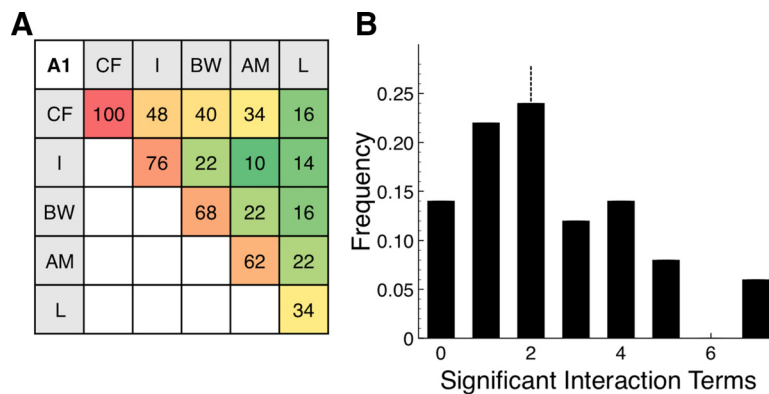 A
A1 CF I BW AM L
CF 100 48 40 34 16
I 76 22 10 14
BW 68 22 16
AM 62 22
L 34
B
Frequency
0.25
0.20
0.15
0.10
0.05
0
0 2 4 6
Significant Interaction Terms